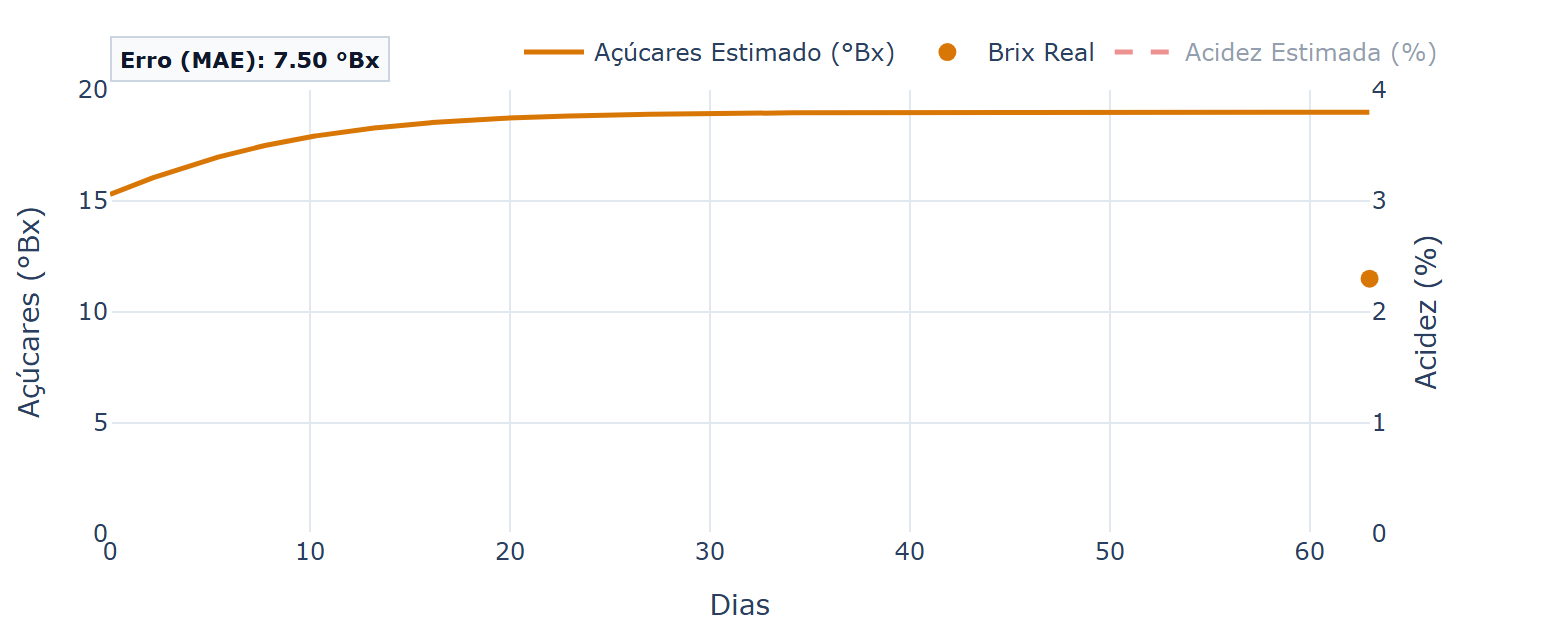 Erro (MAE): 7.50 ºBx
Açúcares Estimado (°Bx)
Brix Real
Acidez Estimada (%)
20
15
10
5
0
4
3
2
1
0
Açúcares (°Bx)
Acidez (%)
0 10 20 30 40 50 60
Dias